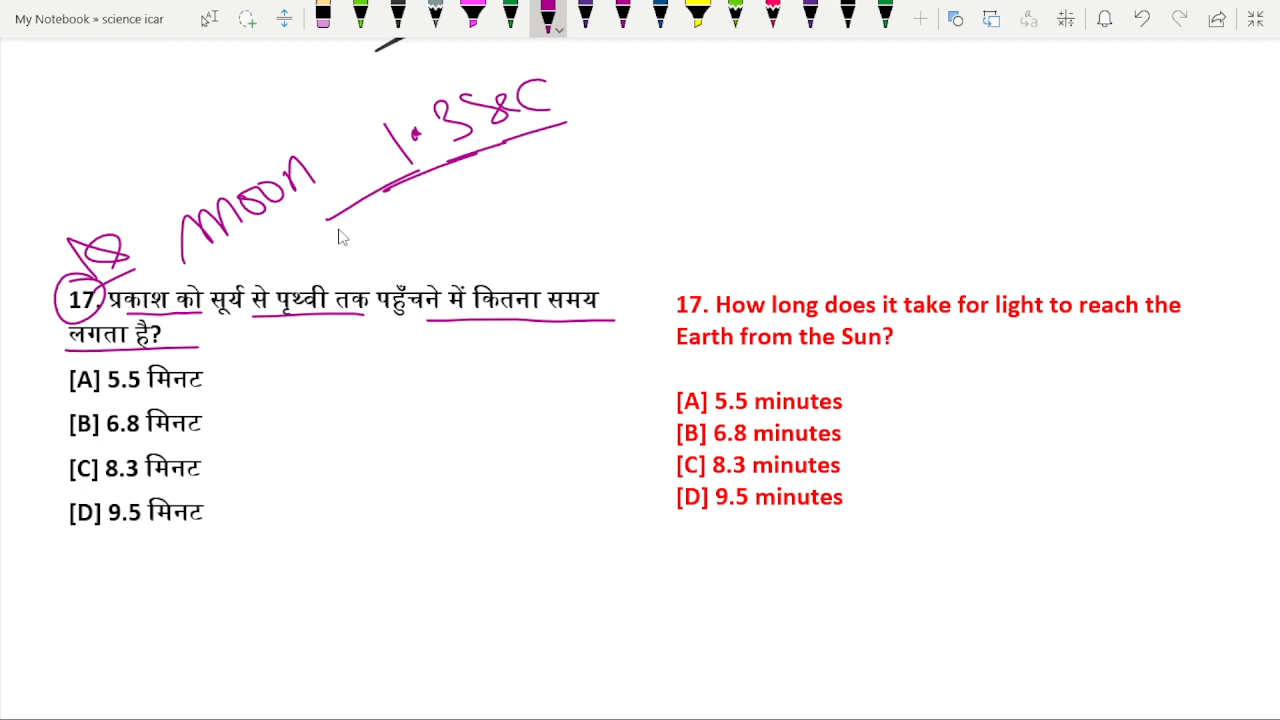 My Notebook » science icar
1.3 sec
moon
17. प्रकाश को सूर्य से पृथ्वी तक पहुँचने में कितना समय
लगता है?
[A] 5.5 मिनट
[B] 6.8 मिनट
[C] 8.3 मिनट
[D] 9.5 मिनट
17. How long does it take for light to reach the
Earth from the Sun?
[A] 5.5 minutes
[B] 6.8 minutes
[C] 8.3 minutes
[D] 9.5 minutes